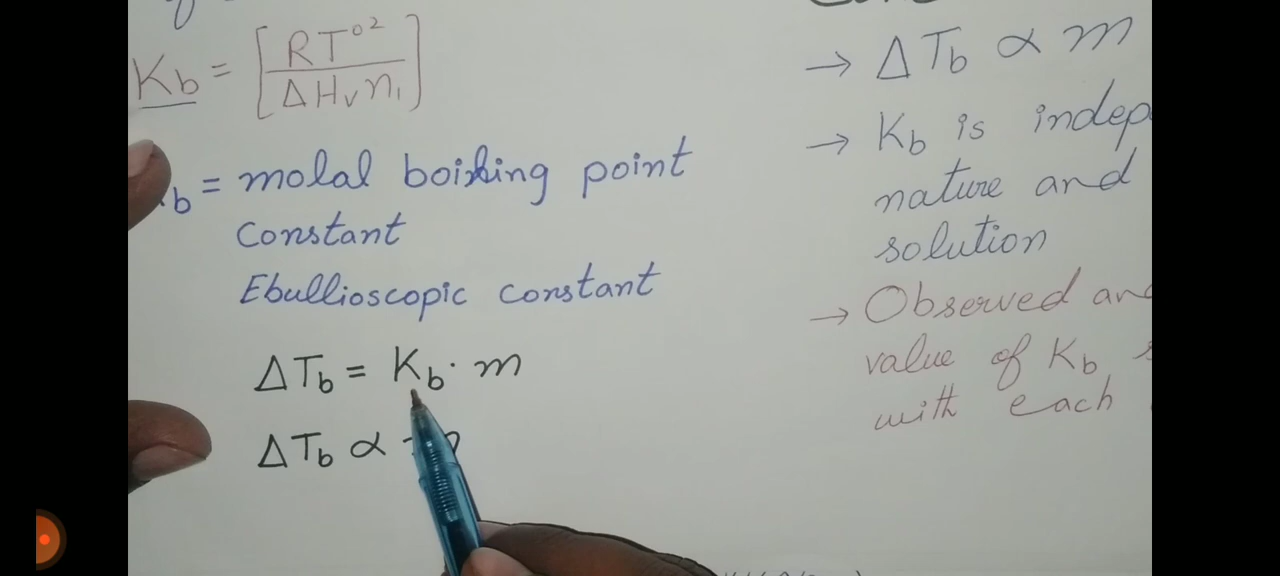 Kb = [RT°² / ΔHv n₁]
b = molal boiling point
Constant
Ebullioscopic constant
ΔTb = Kb · m
ΔTb ∝
→ ΔTb ∝ m
→ Kb is indep
nature and
solution
→ Observed an
value of Kb
with each